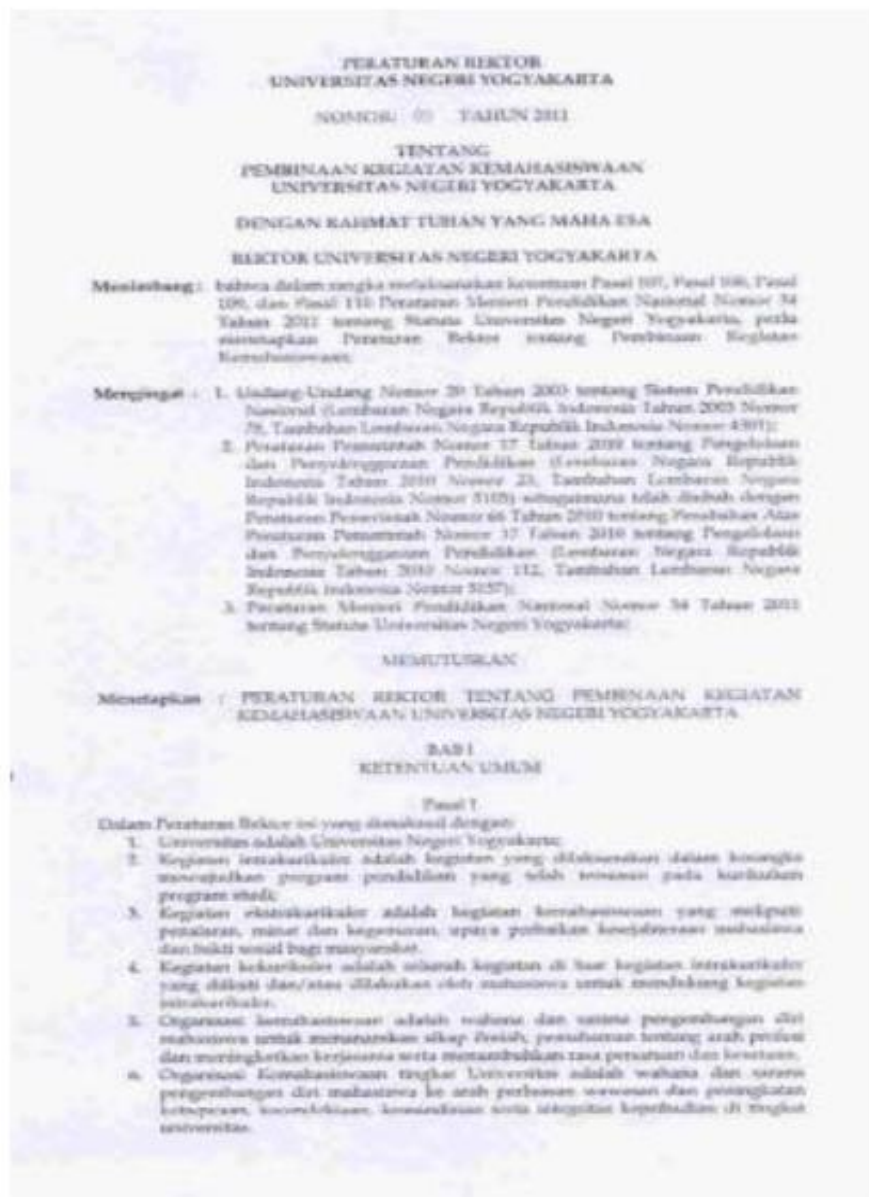 PERATURAN REKTOR
UNIVERSITAS NEGERI YOGYAKARTA
NOMOR: TAHUN 2011
TENTANG
PEMBINAAN KEGIATAN KEMAHASISWAAN
UNIVERSITAS NEGERI YOGYAKARTA
DENGAN RAHMAT TUHAN YANG MAHA ESA
REKTOR UNIVERSITAS NEGERI YOGYAKARTA
Menimbang : bahwa dalam rangka melaksanakan ketentuan Pasal 107, Pasal 108, Pasal
109, dan Pasal 110 Peraturan Menteri Pendidikan Nasional Nomor 34
Tahun 2011 tentang Statuta Universitas Negeri Yogyakarta, perlu
menetapkan Peraturan Rektor tentang Pembinaan Kegiatan
Kemahasiswaan;
Mengingat : 1. Undang-Undang Nomor 20 Tahun 2003 tentang Sistem Pendidikan
Nasional (Lembaran Negara Republik Indonesia Tahun 2003 Nomor
78, Tambahan Lembaran Negara Republik Indonesia Nomor 4301);
2. Peraturan Pemerintah Nomor 17 Tahun 2010 tentang Pengelolaan
dan Penyelenggaraan Pendidikan (Lembaran Negara Republik
Indonesia Tahun 2010 Nomor 23, Tambahan Lembaran Negara
Republik Indonesia Nomor 5105) sebagaimana telah diubah dengan
Peraturan Pemerintah Nomor 66 Tahun 2010 tentang Perubahan Atas
Peraturan Pemerintah Nomor 17 Tahun 2010 tentang Pengelolaan
dan Penyelenggaraan Pendidikan (Lembaran Negara Republik
Indonesia Tahun 2010 Nomor 112, Tambahan Lembaran Negara
Republik Indonesia Nomor 5157);
3. Peraturan Menteri Pendidikan Nasional Nomor 34 Tahun 2011
tentang Statuta Universitas Negeri Yogyakarta;
MEMUTUSKAN
Menetapkan : PERATURAN REKTOR TENTANG PEMBINAAN KEGIATAN
KEMAHASISWAAN UNIVERSITAS NEGERI YOGYAKARTA
BAB I
KETENTUAN UMUM
Pasal 1
Dalam Peraturan Rektor ini yang dimaksud dengan:
1. Universitas adalah Universitas Negeri Yogyakarta;
2. Kegiatan intrakurikuler adalah kegiatan yang dilaksanakan dalam kerangka
mewujudkan program pendidikan yang telah tersusun pada kurikulum
program studi;
3. Kegiatan ekstrakurikuler adalah kegiatan kemahasiswaan yang meliputi
penalaran, minat dan kegemaran, upaya perbaikan kesejahteraan mahasiswa
dan bakti sosial bagi masyarakat.
4. Kegiatan kokurikuler adalah seluruh kegiatan di luar kegiatan intrakurikuler
yang diikuti dan/atau dilakukan oleh mahasiswa untuk mendukung kegiatan
intrakurikuler.
5. Organisasi kemahasiswaan adalah wahana dan sarana pengembangan diri
mahasiswa untuk menanamkan sikap ilmiah, pemahaman tentang arah profesi
dan meningkatkan kerjasama serta menumbuhkan rasa persatuan dan kesatuan.
6. Organisasi Kemahasiswaan tingkat Universitas adalah wahana dan sarana
pengembangan diri mahasiswa ke arah perluasan wawasan dan peningkatan
kecendekiaan, kemandirian serta integritas kepribadian di tingkat
universitas.